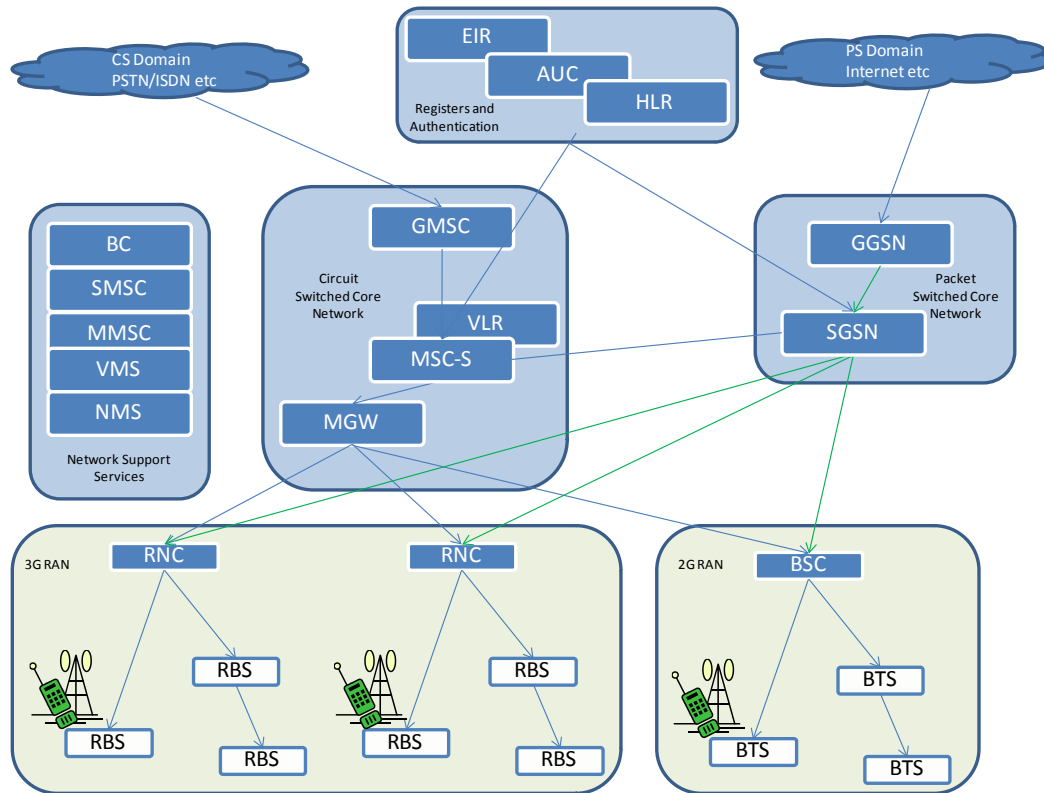 EIR
CS Domain
PSTN/ISDN etc
PS Domain
Internet etc
AUC
HLR
Registers and
Authentication
BC
SMSC
MMSC
VMS
NMS
Network Support
Services
GMSC
Circuit
Switched Core
Network
VLR
MSC-S
MGW
GGSN
Packet
Switched Core
Network
SGSN
3G RAN
RNC
RNC
RBS
RBS
RBS
RBS
RBS
RBS
2G RAN
BSC
BTS
BTS
BTS